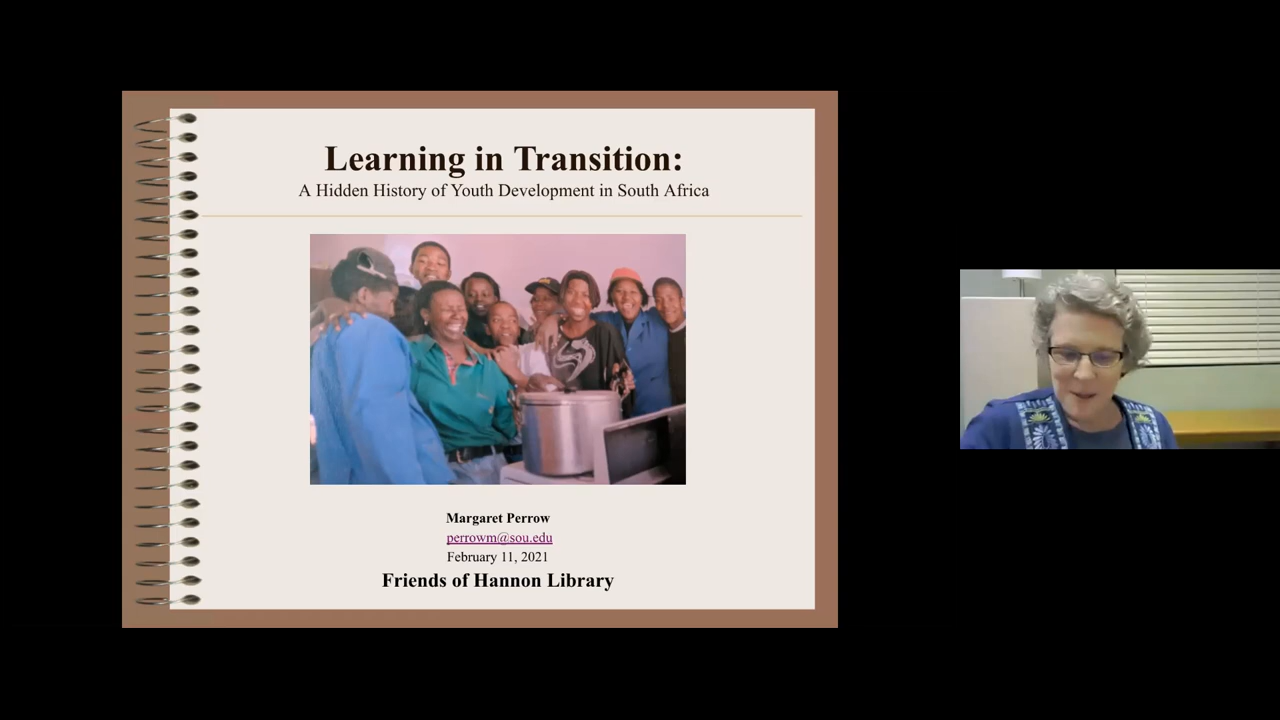 Learning in Transition:
A Hidden History of Youth Development in South Africa
Margaret Perrow
perrowm@sou.edu
February 11, 2021
Friends of Hannon Library